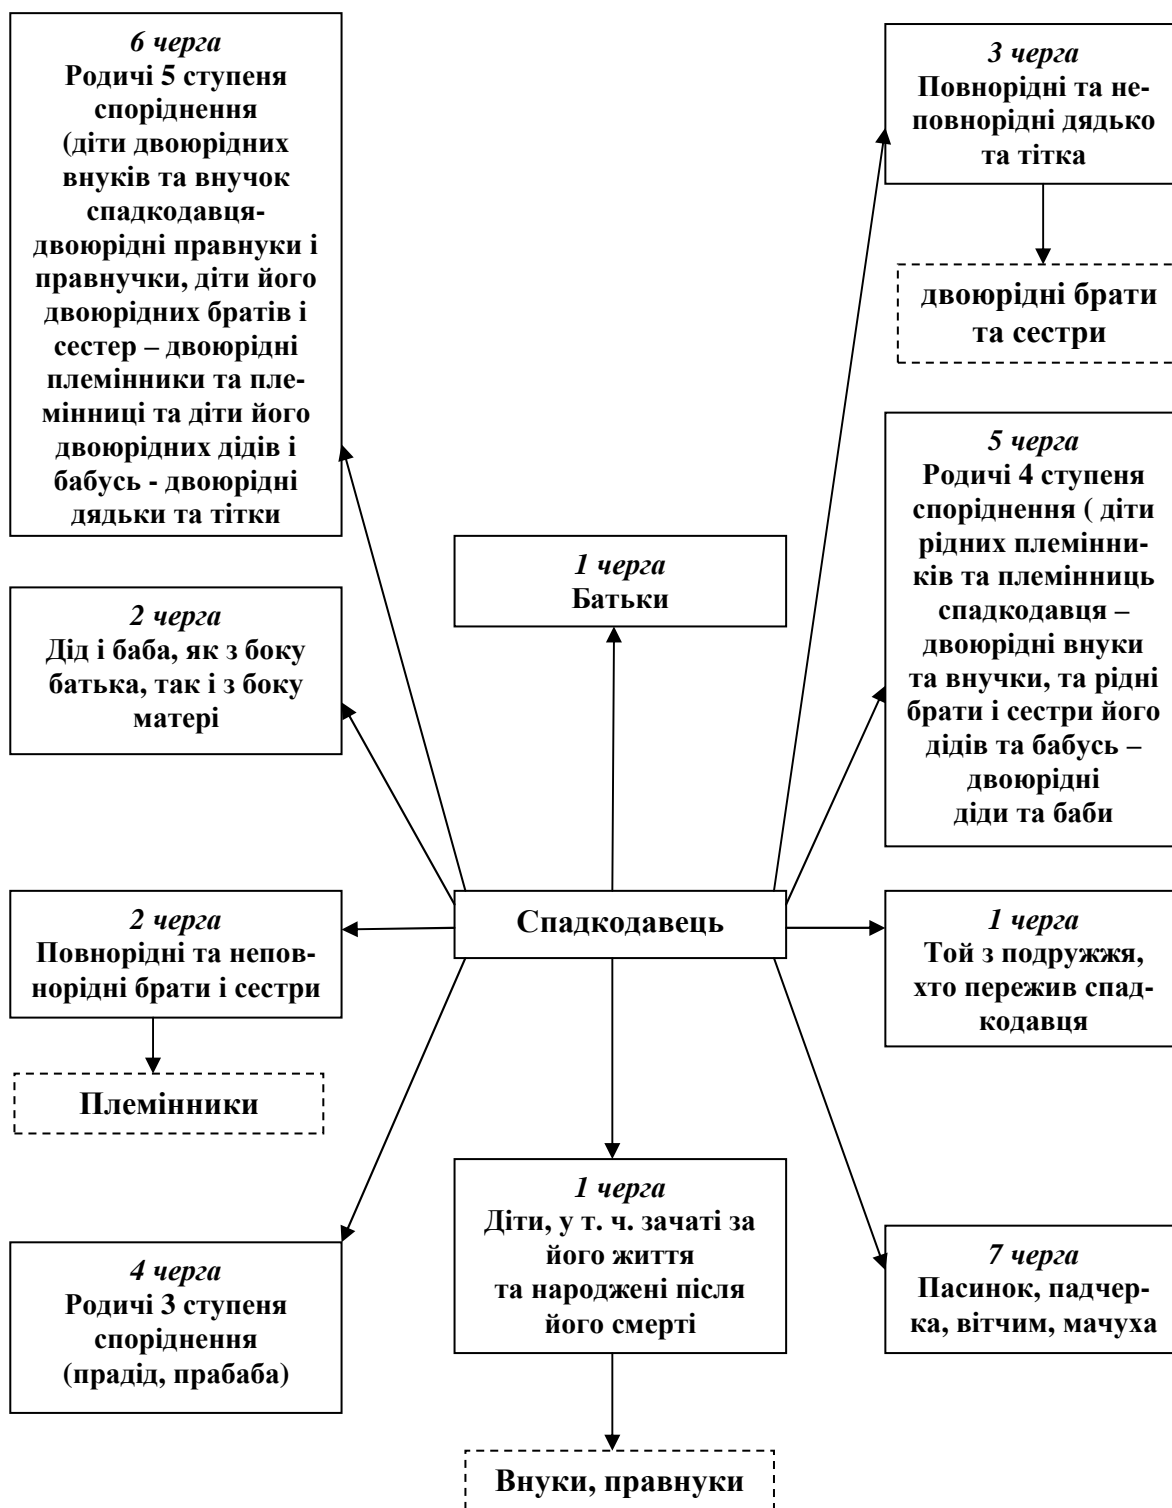 6 черга
Родичі 5 ступеня
споріднення
(діти двоюрідних
внуків та внучок
спадкодавця-
двоюрідні правнуки і
правнучки, діти його
двоюрідних братів і
сестер – двоюрідні
племінники та пле-
мінниці та діти його
двоюрідних дідів і
бабусь - двоюрідні
дядьки та тітки
3 черга
Повнорідні та не-
повнорідні дядько
та тітка
двоюрідні брати
та сестри
1 черга
Батьки
5 черга
Родичі 4 ступеня
споріднення ( діти
рідних племінни-
ків та племінниць
спадкодавця –
двоюрідні внуки
та внучки, та рідні
брати і сестри його
дідів та бабусь –
двоюрідні
діди та баби
2 черга
Дід і баба, як з боку
батька, так і з боку
матері
2 черга
Повнорідні та непов-
норідні брати і сестри
Племінники
Спадкодавець
1 черга
Той з подружжя,
хто пережив спад-
кодавця
4 черга
Родичі 3 ступеня
споріднення
(прадід, прабаба)
1 черга
Діти, у т. ч. зачаті за
його життя
та народжені після
його смерті
Внуки, правнуки
7 черга
Пасинок, падчер-
ка, вітчим, мачуха